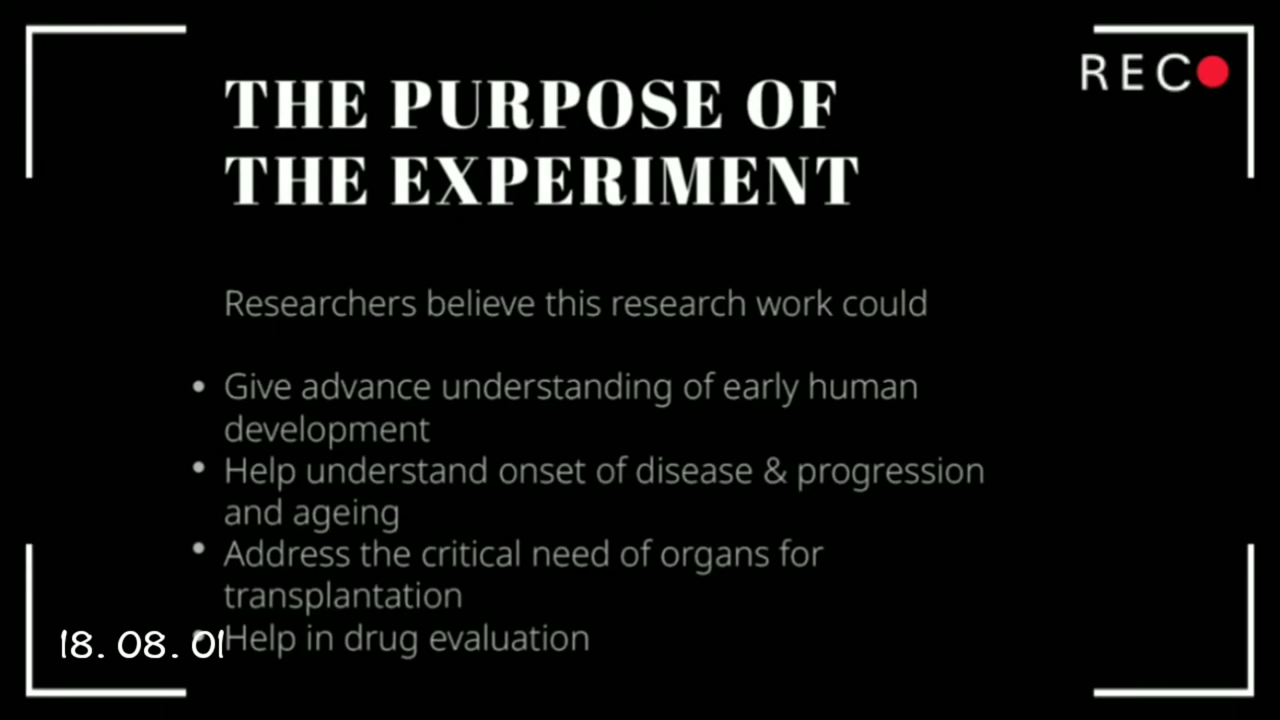 REC
THE PURPOSE OF
THE EXPERIMENT
Researchers believe this research work could
Give advance understanding of early human
development
Help understand onset of disease & progression
and ageing
Address the critical need of organs for
transplantation
Help in drug evaluation
18. 08. 01